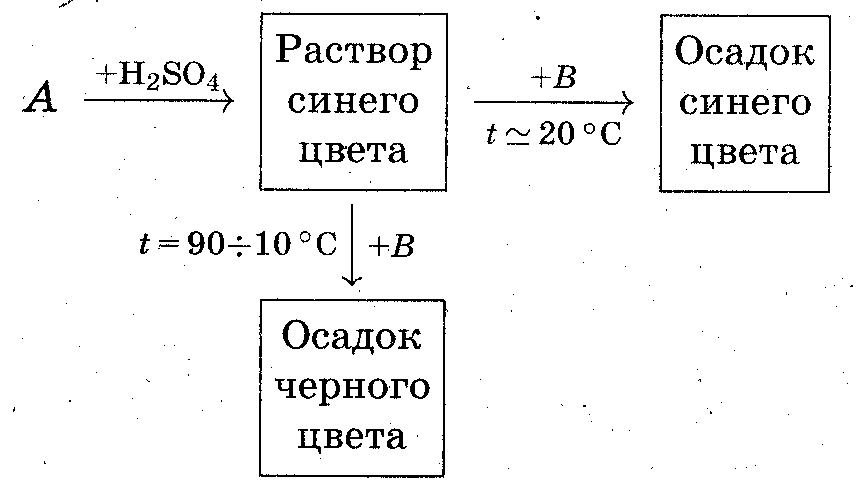 A
+H₂SO₄
Раствор
синего
цвета
+B
t ≃ 20 °C
Осадок
синего
цвета
t = 90÷10 °C
+B
Осадок
черного
цвета